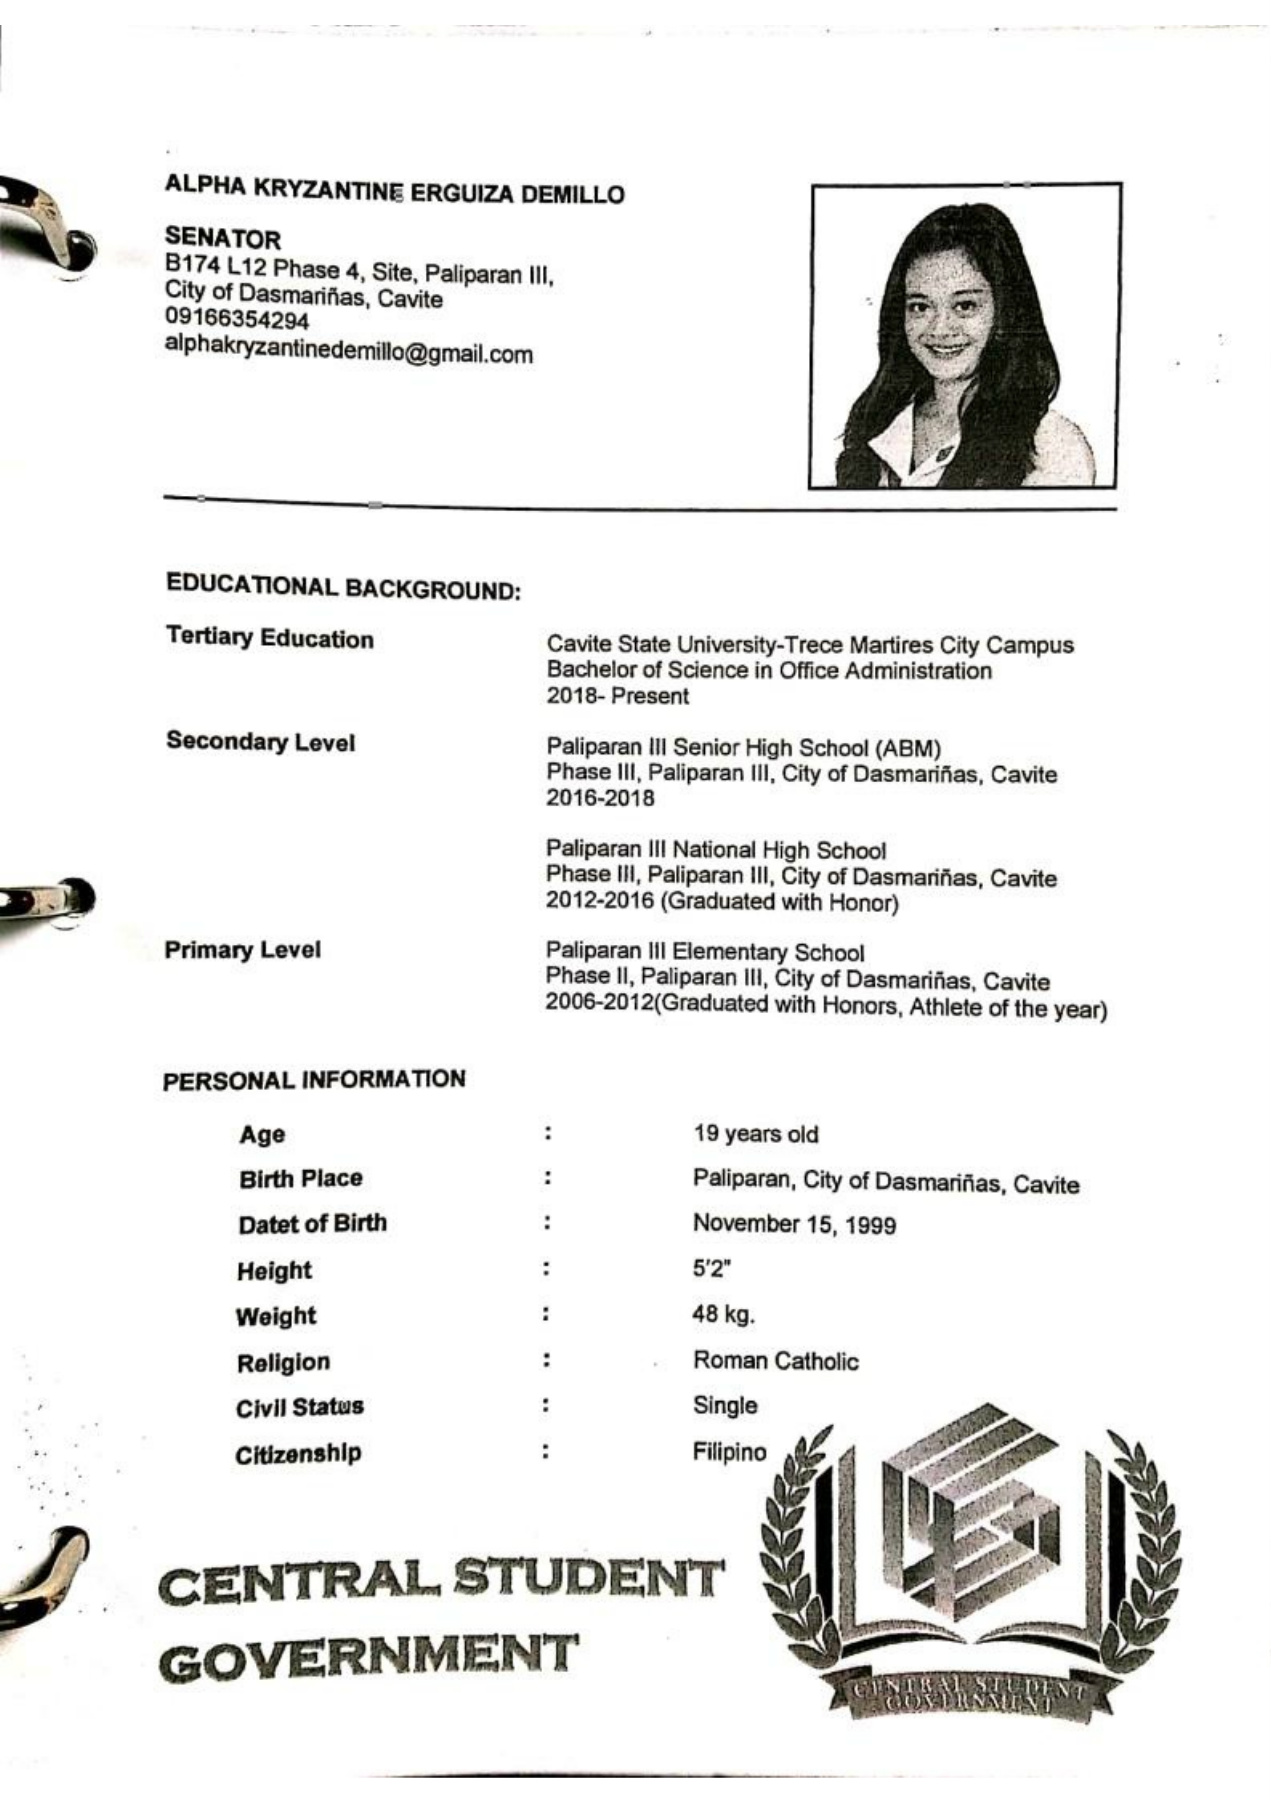 ALPHA KRYZANTINE ERGUIZA DEMILLO
SENATOR
B174 L12 Phase 4, Site, Paliparan III,
City of Dasmariñas, Cavite
09166354294
alphakryzantinedemillo@gmail.com
EDUCATIONAL BACKGROUND:
Tertiary Education
Cavite State University-Trece Martires City Campus
Bachelor of Science in Office Administration
2018- Present
Secondary Level
Paliparan III Senior High School (ABM)
Phase III, Paliparan III, City of Dasmariñas, Cavite
2016-2018
Paliparan III National High School
Phase III, Paliparan III, City of Dasmariñas, Cavite
2012-2016 (Graduated with Honor)
Primary Level
Paliparan III Elementary School
Phase II, Paliparan III, City of Dasmariñas, Cavite
2006-2012(Graduated with Honors, Athlete of the year)
PERSONAL INFORMATION
Age : 19 years old
Birth Place : Paliparan, City of Dasmariñas, Cavite
Datet of Birth : November 15, 1999
Height : 5'2"
Weight : 48 kg.
Religion : Roman Catholic
Civil Status : Single
Citizenship : Filipino
CENTRAL STUDENT
GOVERNMENT
CENTRAL STUDENT
GOVERNMENT